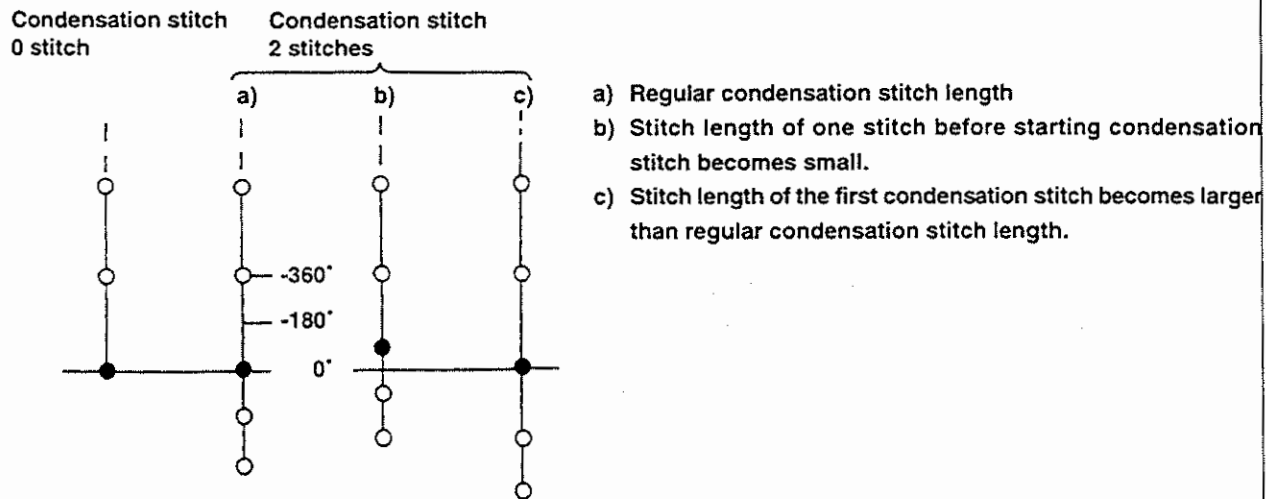 Condensation stitch
0 stitch
Condensation stitch
2 stitches
a)
b)
c)
-360°
-180°
0°
a) Regular condensation stitch length
b) Stitch length of one stitch before starting condensation
stitch becomes small.
c) Stitch length of the first condensation stitch becomes larger
than regular condensation stitch length.